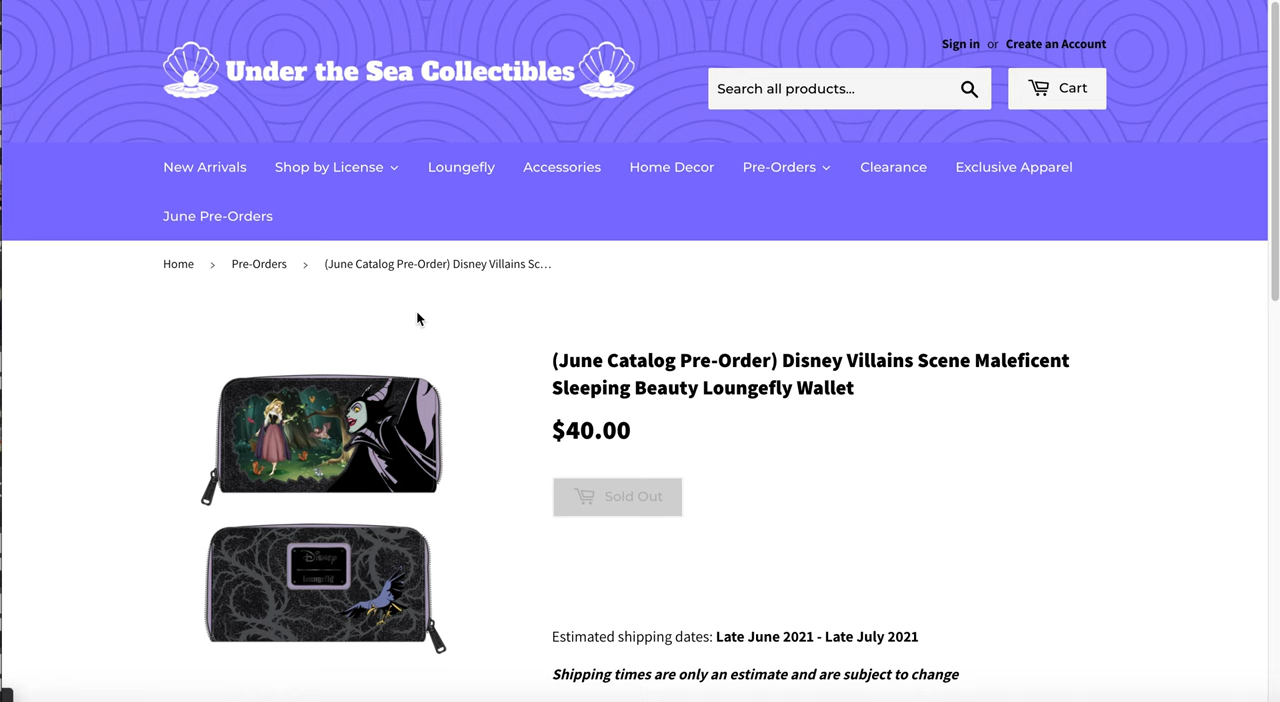 Sign in or Create an Account
Under the Sea Collectibles
Search all products...
Cart
New Arrivals Shop by License Loungefly Accessories Home Decor Pre-Orders Clearance Exclusive Apparel
June Pre-Orders
Home › Pre-Orders › (June Catalog Pre-Order) Disney Villains Sc...
(June Catalog Pre-Order) Disney Villains Scene Maleficent
Sleeping Beauty Loungefly Wallet
$40.00
Sold Out
Disney
Loungefly
Estimated shipping dates: Late June 2021 - Late July 2021
Shipping times are only an estimate and are subject to change